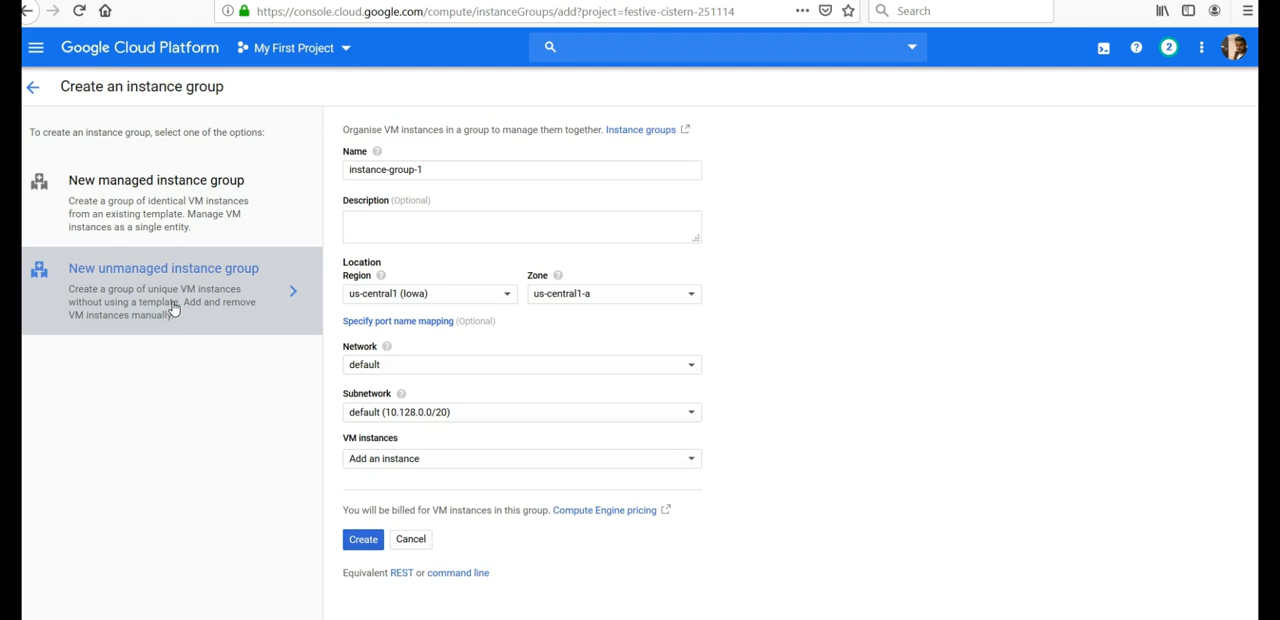 https://console.cloud.google.com/compute/instanceGroups/add?project=festive-cistern-251114
Search
Google Cloud Platform
My First Project
2
Create an instance group
To create an instance group, select one of the options:
New managed instance group
Create a group of identical VM instances
from an existing template. Manage VM
instances as a single entity.
New unmanaged instance group
Create a group of unique VM instances
without using a template. Add and remove
VM instances manually.
Organise VM instances in a group to manage them together. Instance groups
Name
instance-group-1
Description (Optional)
Location
Region
Zone
us-central1 (Iowa)
us-central1-a
Specify port name mapping (Optional)
Network
default
Subnetwork
default (10.128.0.0/20)
VM instances
Add an instance
You will be billed for VM instances in this group. Compute Engine pricing
Create
Cancel
Equivalent REST or command line